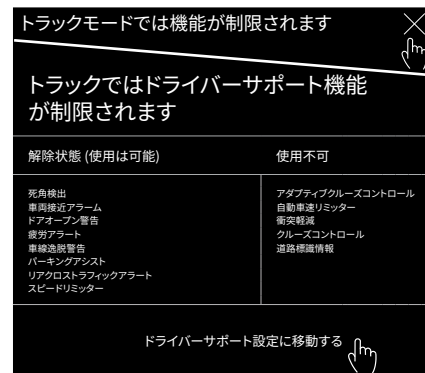 トラックモードでは機能が制限されます
トラックではドライバーサポート機能
が制限されます
解除状態 (使用は可能)
使用不可
死角検出
車両接近アラーム
ドアオープン警告
疲労アラート
車線逸脱警告
パーキングアシスト
リアクロストラフィックアラート
スピードリミッター
アダプティブクルーズコントロール
自動車速リミッター
衝突軽減
クルーズコントロール
道路標識情報
ドライバーサポート設定に移動する